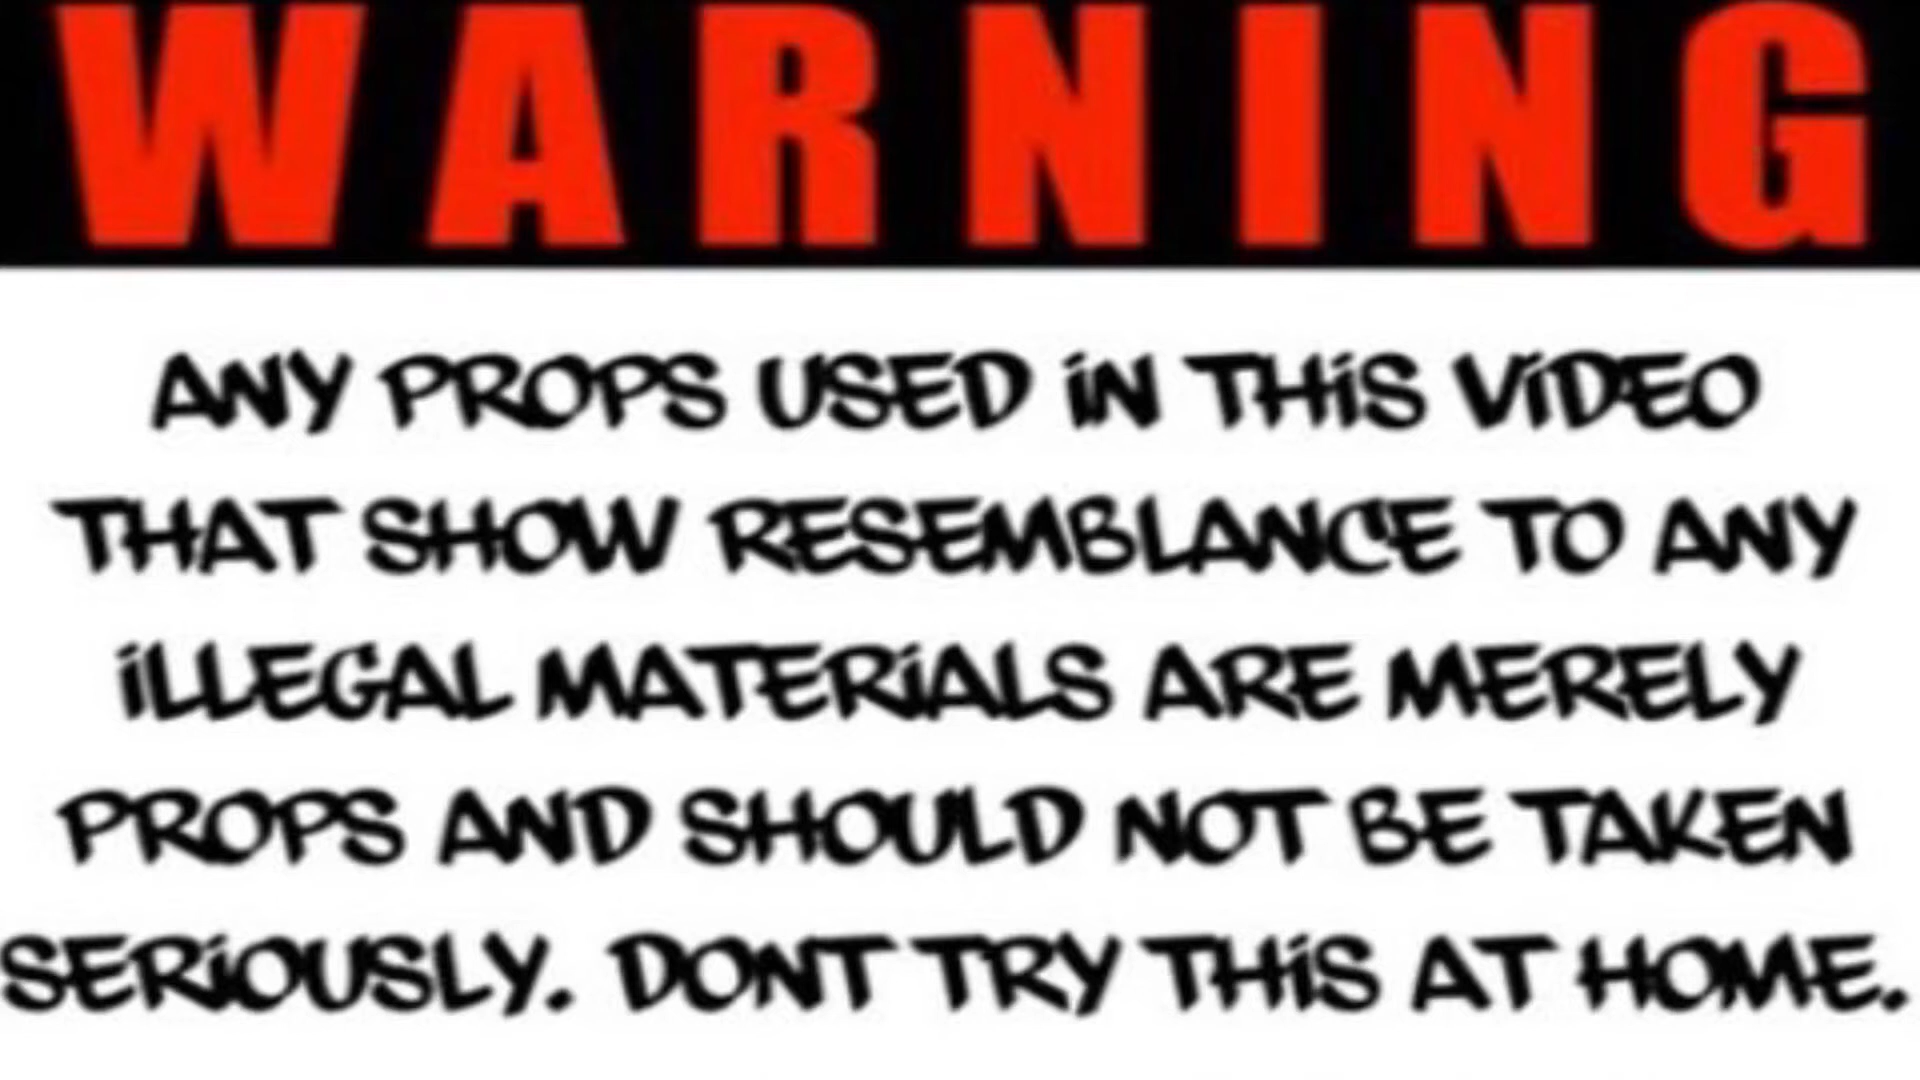 WARNING
ANY PROPS USED iN THiS ViDEO
THAT SHOW RESEMBLANCE TO ANY
iLLEGAL MATERiALS ARE MERELY
PROPS AND SHOULD NOT BE TAKEN
SERiOUSLY. DONT TRY THiS AT HOME.